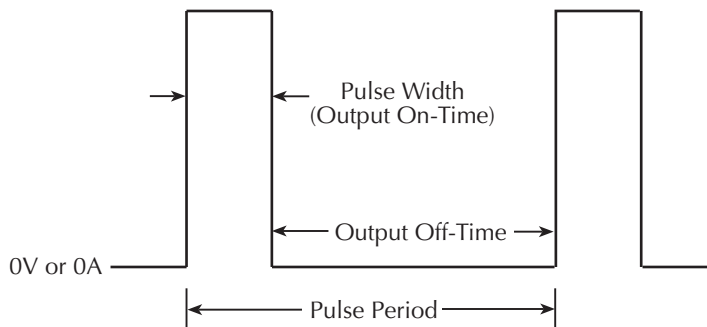 Pulse Width
(Output On-Time)
Output Off-Time
0V or 0A
Pulse Period